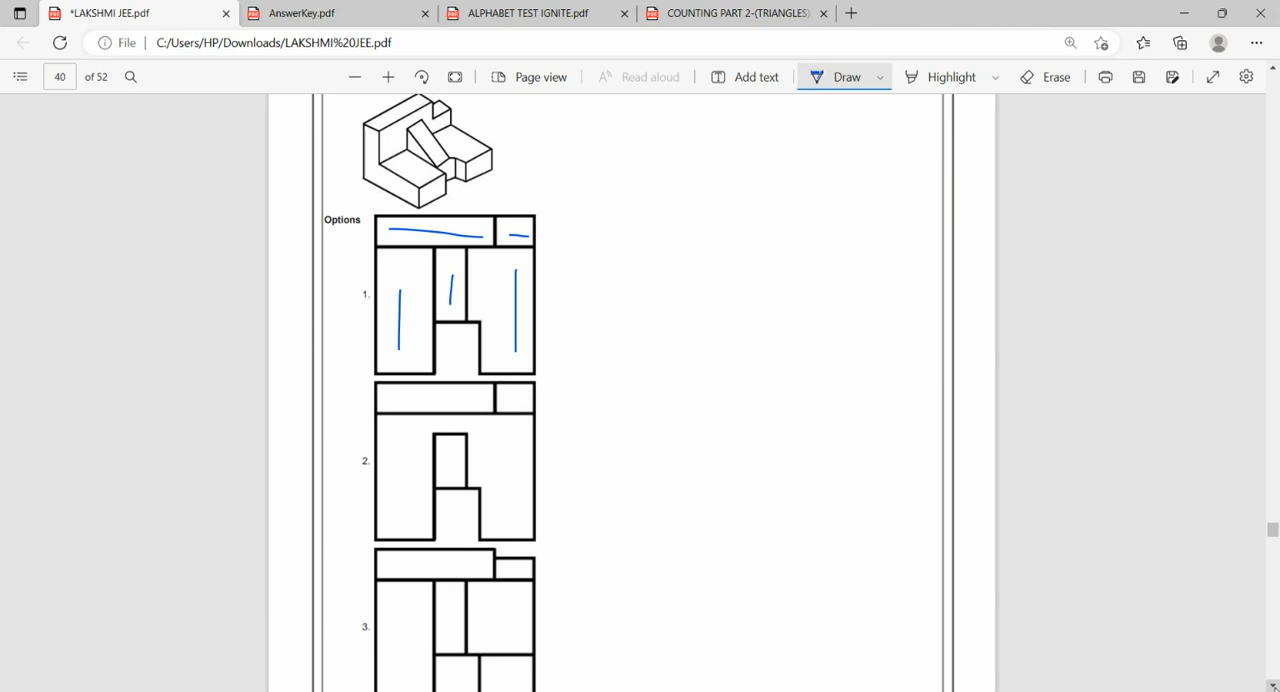 *LAKSHMI JEE.pdf
AnswerKey.pdf
ALPHABET TEST IGNITE.pdf
COUNTING PART 2-(TRIANGLES)
File
C:/Users/HP/Downloads/LAKSHMI%20JEE.pdf
40 of 52
Page view
Read aloud
Add text
Draw
Highlight
Erase
Options
1.
2.
3.